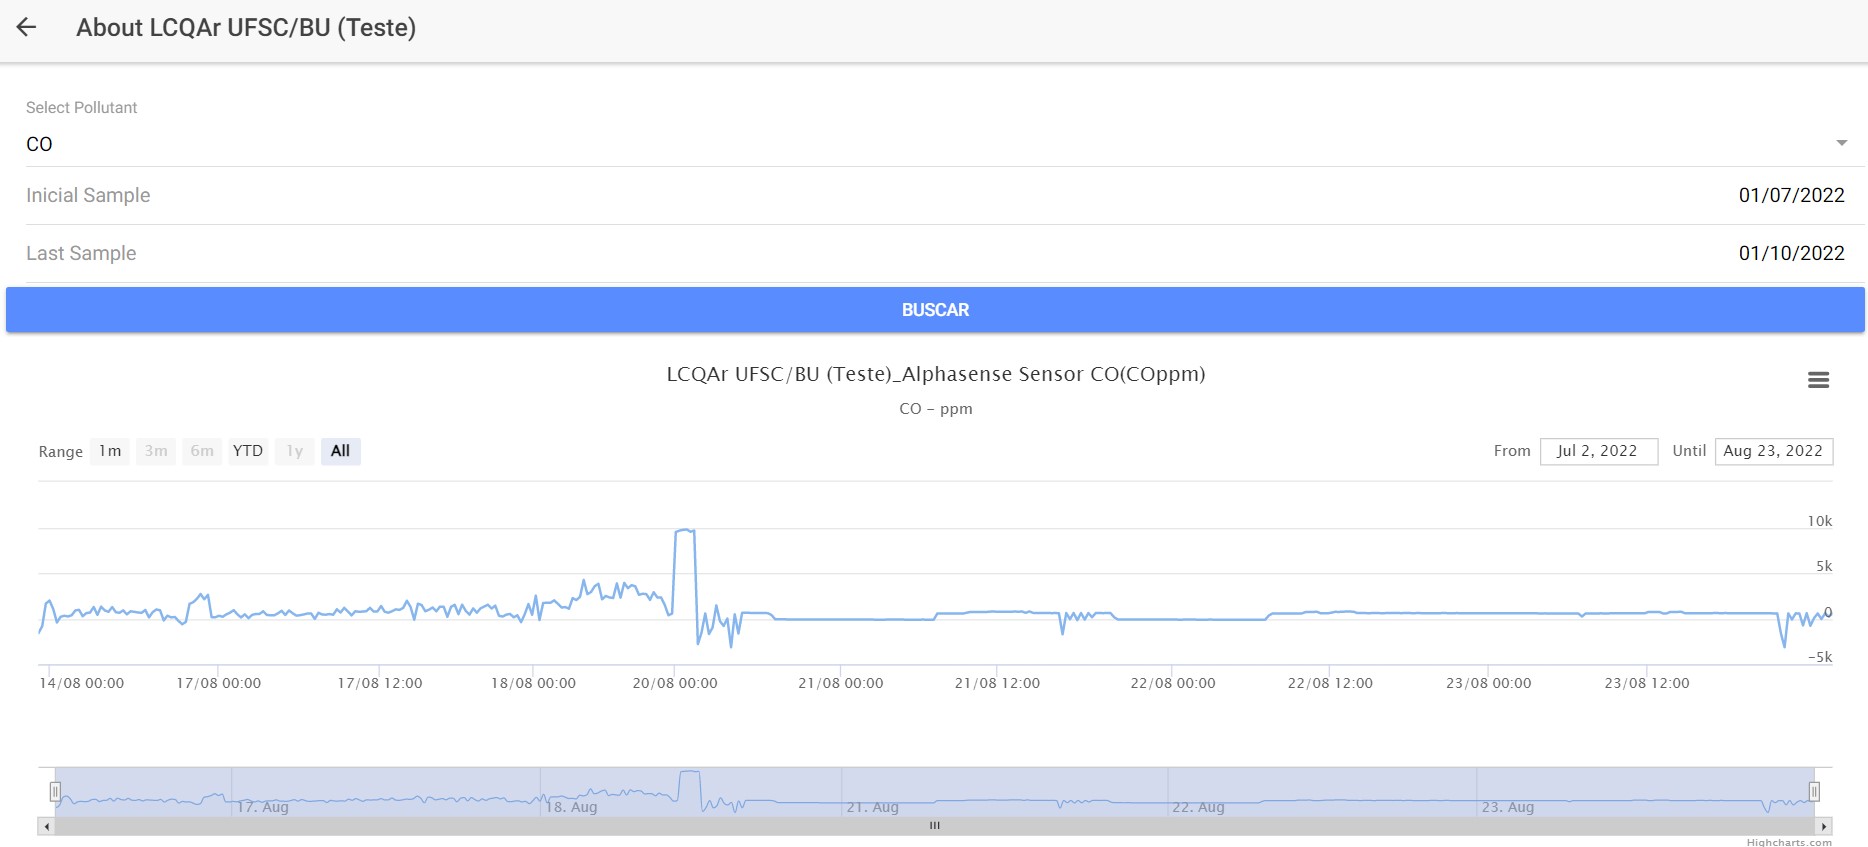 About LCQAr UFSC/BU (Teste)
Select Pollutant
CO
Inicial Sample 01/07/2022
Last Sample 01/10/2022
BUSCAR
LCQAr UFSC/BU (Teste)_Alphasense Sensor CO(COppm)
CO - ppm
Range 1m 3m 6m YTD 1y All From Jul 2, 2022 Until Aug 23, 2022
10k
5k
0
-5k
14/08 00:00 17/08 00:00 17/08 12:00 18/08 00:00 20/08 00:00 21/08 00:00 21/08 12:00 22/08 00:00 22/08 12:00 23/08 00:00 23/08 12:00
17. Aug 18. Aug 21. Aug 22. Aug 23. Aug
Highcharts.com